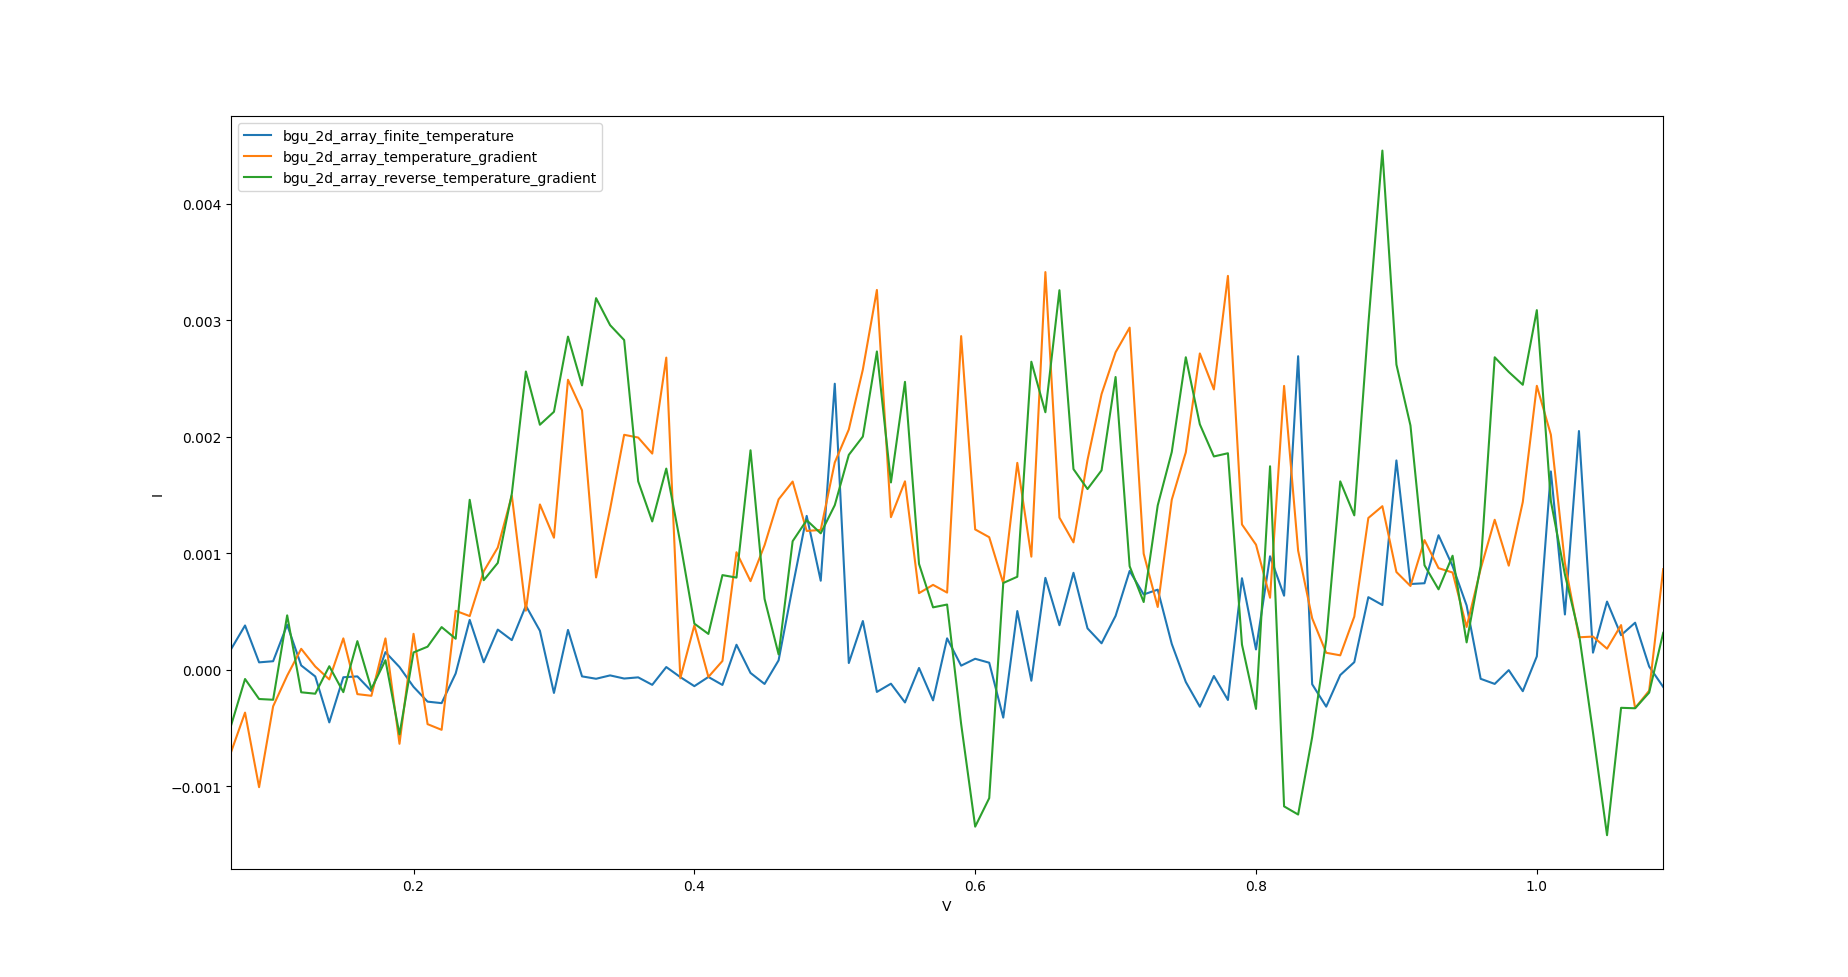 bgu_2d_array_finite_temperature
bgu_2d_array_temperature_gradient
bgu_2d_array_reverse_temperature_gradient
0.004
0.003
0.002
0.001
0.000
−0.001
I
0.2 0.4 0.6 0.8 1.0
V